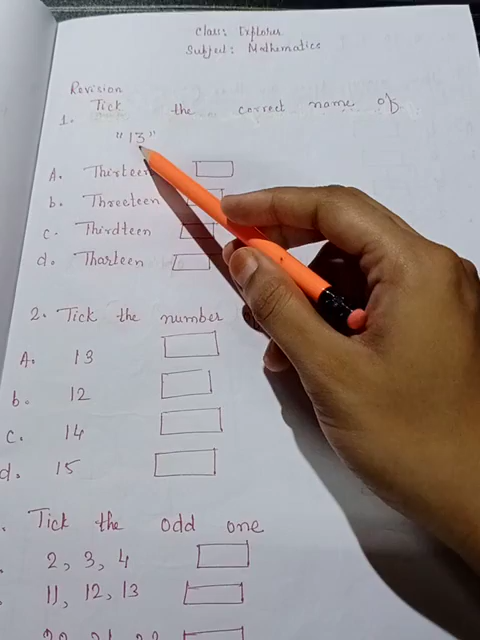 Class: Explorer
Subject: Mathematics
Revision
1. Tick the correct name of
"13"
A. Thirteen
b. Threeteen
c. Thirdteen
d. Tharteen
2. Tick the number
A. 13
b. 12
c. 14
d. 15
. Tick the odd one
2, 3, 4
11, 12, 13